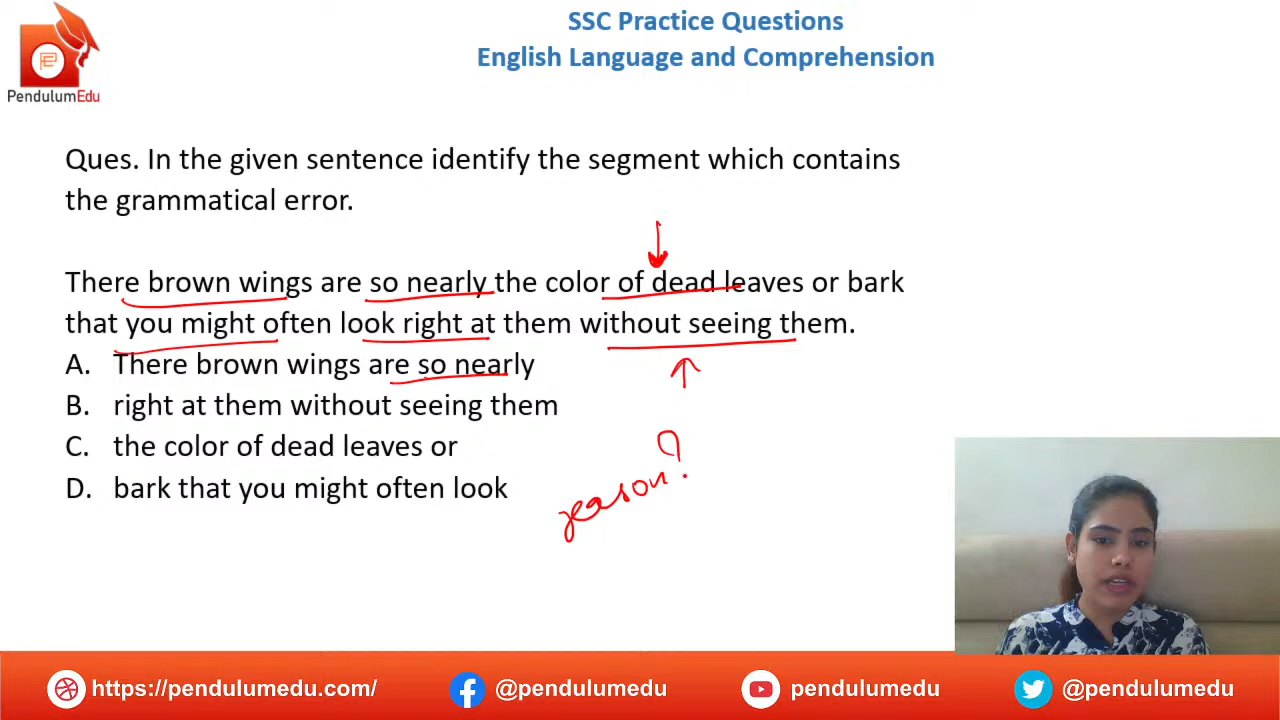 SSC Practice Questions
English Language and Comprehension
PendulumEdu
Ques. In the given sentence identify the segment which contains
the grammatical error.
There brown wings are so nearly the color of dead leaves or bark
that you might often look right at them without seeing them.
A. There brown wings are so nearly
B. right at them without seeing them
C. the color of dead leaves or
D. bark that you might often look
reason?
https://pendulumedu.com/
@pendulumedu
pendulumedu
@pendulumedu